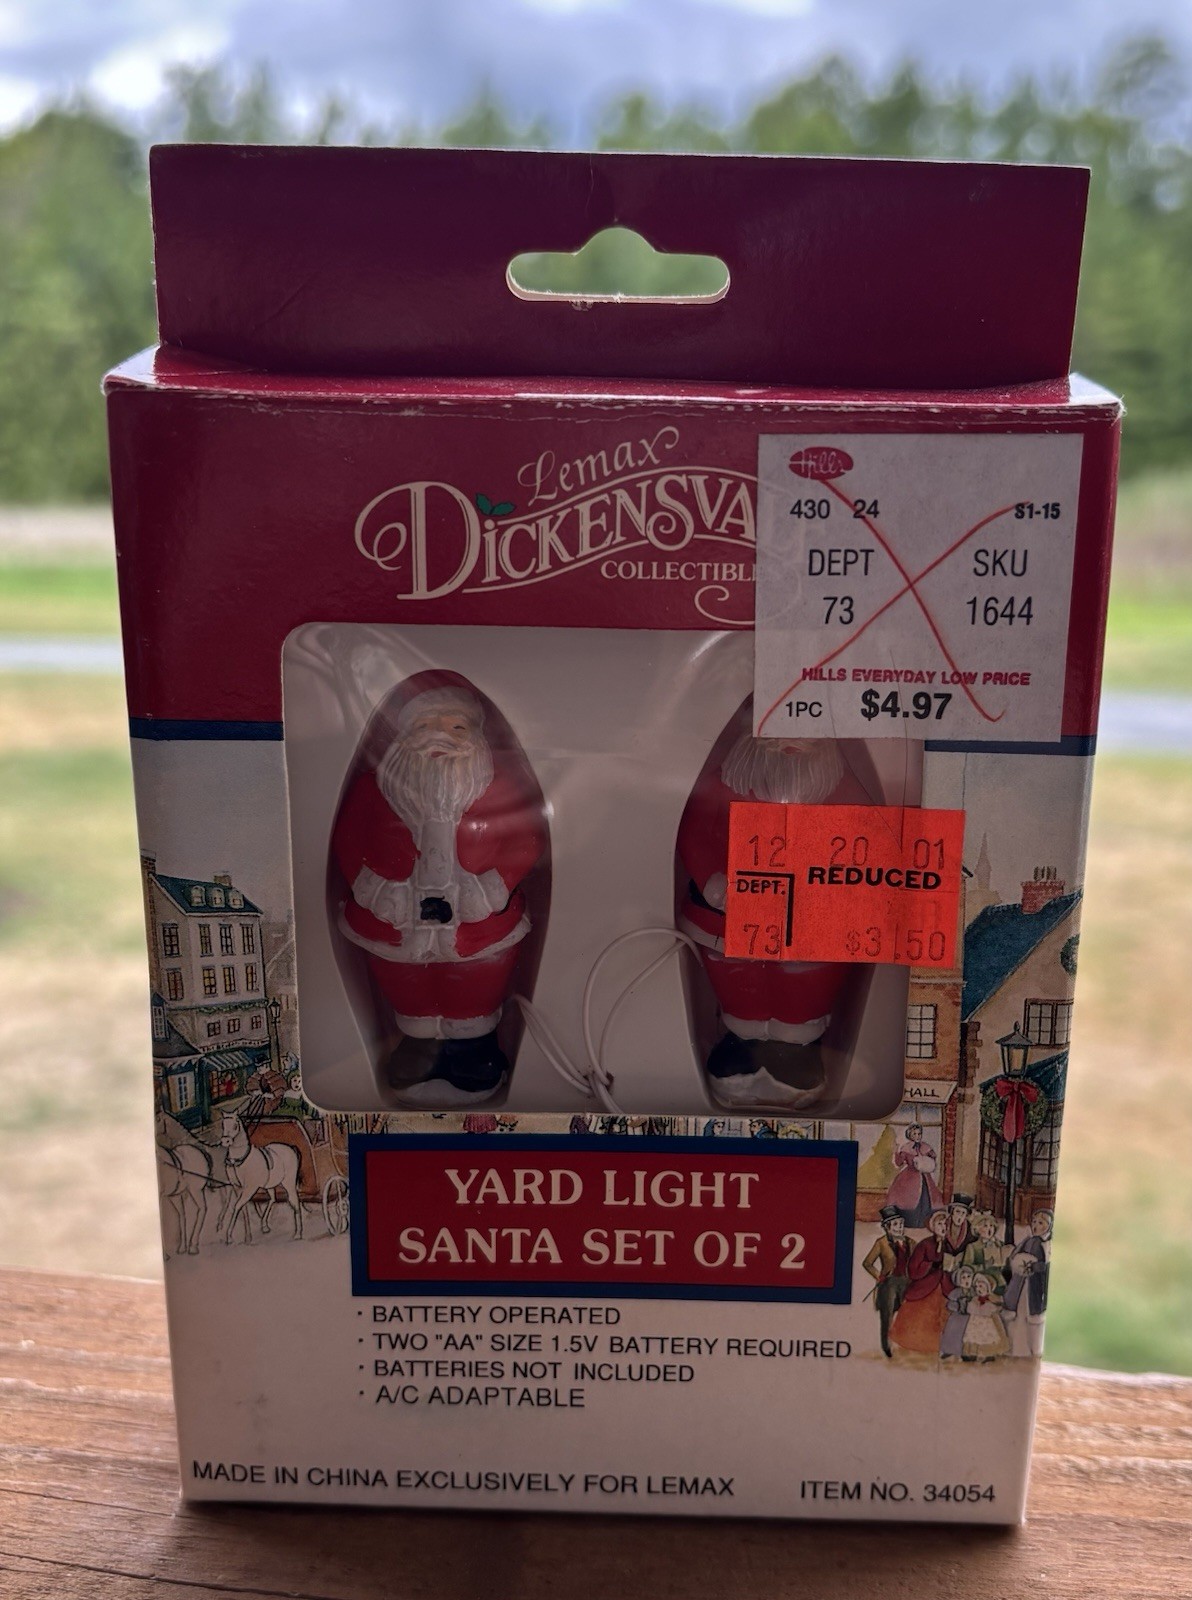 Lemax
DICKENSVA
COLLECTIBL
Hills
430 24 S1-15
DEPT SKU
73 1644
HILLS EVERYDAY LOW PRICE
1PC $4.97
12 20 01
DEPT. REDUCED
73 $3.50
HALL
YARD LIGHT
SANTA SET OF 2
· BATTERY OPERATED
· TWO "AA" SIZE 1.5V BATTERY REQUIRED
· BATTERIES NOT INCLUDED
· A/C ADAPTABLE
MADE IN CHINA EXCLUSIVELY FOR LEMAX ITEM NO. 34054